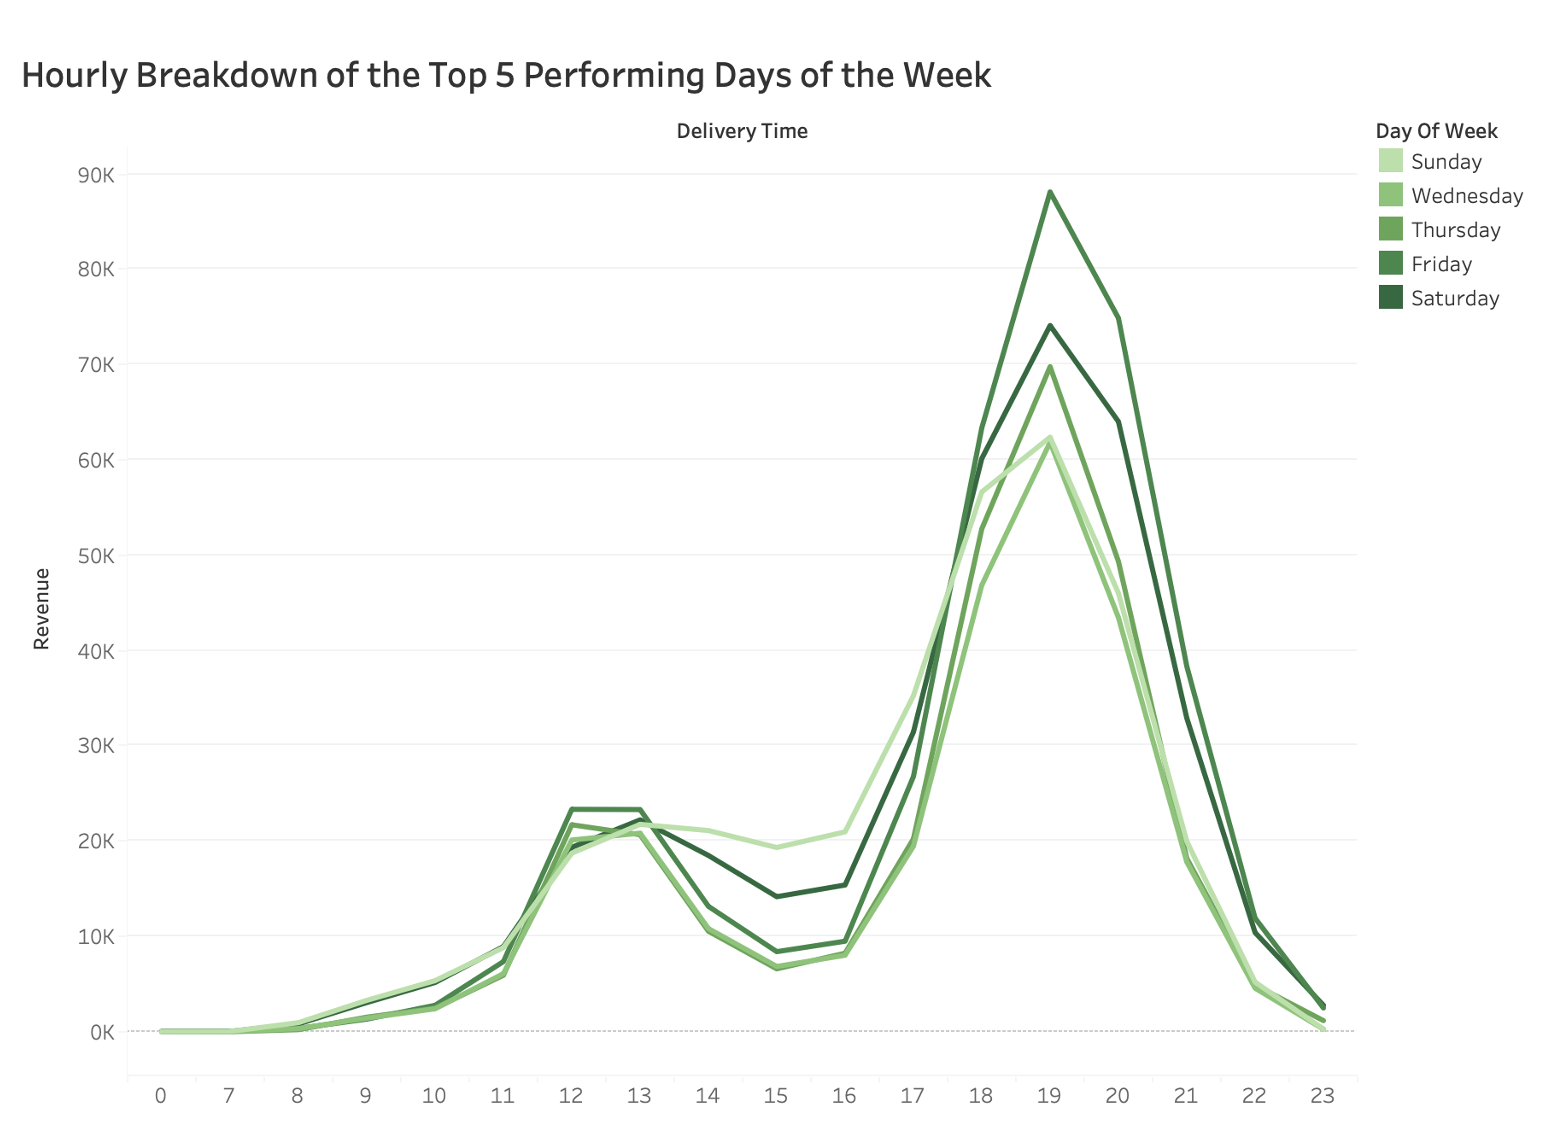 Hourly Breakdown of the Top 5 Performing Days of the Week
Delivery Time
Day Of Week
Sunday
Wednesday
Thursday
Friday
Saturday
Revenue
90K
80K
70K
60K
50K
40K
30K
20K
10K
0K
0 7 8 9 10 11 12 13 14 15 16 17 18 19 20 21 22 23